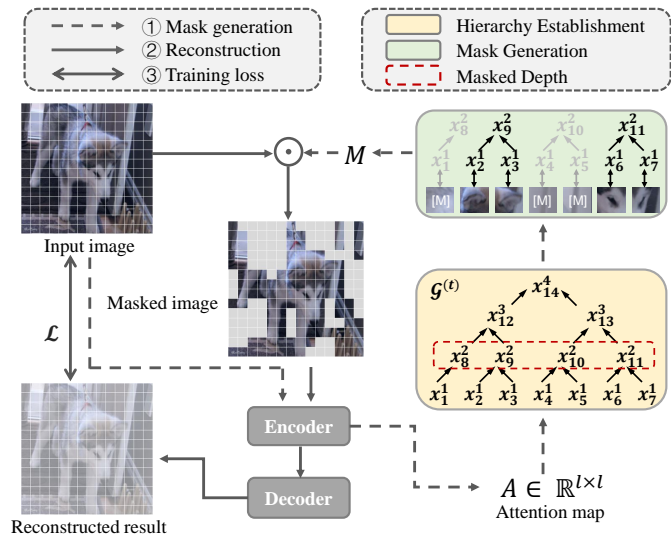 ① Mask generation
② Reconstruction
③ Training loss
Hierarchy Establishment
Mask Generation
Masked Depth
x₈² x₉² x₁₀² x₁₁²
x₁¹ x₂¹ x₃¹ x₄¹ x₅¹ x₆¹ x₇¹
[M] [M] [M]
M
Input image
Masked image
ℒ
𝒢⁽ᵗ⁾
x₁₄⁴
x₁₂³ x₁₃³
x₈² x₉² x₁₀² x₁₁²
x₁¹ x₂¹ x₃¹ x₄¹ x₅¹ x₆¹ x₇¹
Encoder
Decoder
A ∈ ℝˡˣˡ
Attention map
Reconstructed result